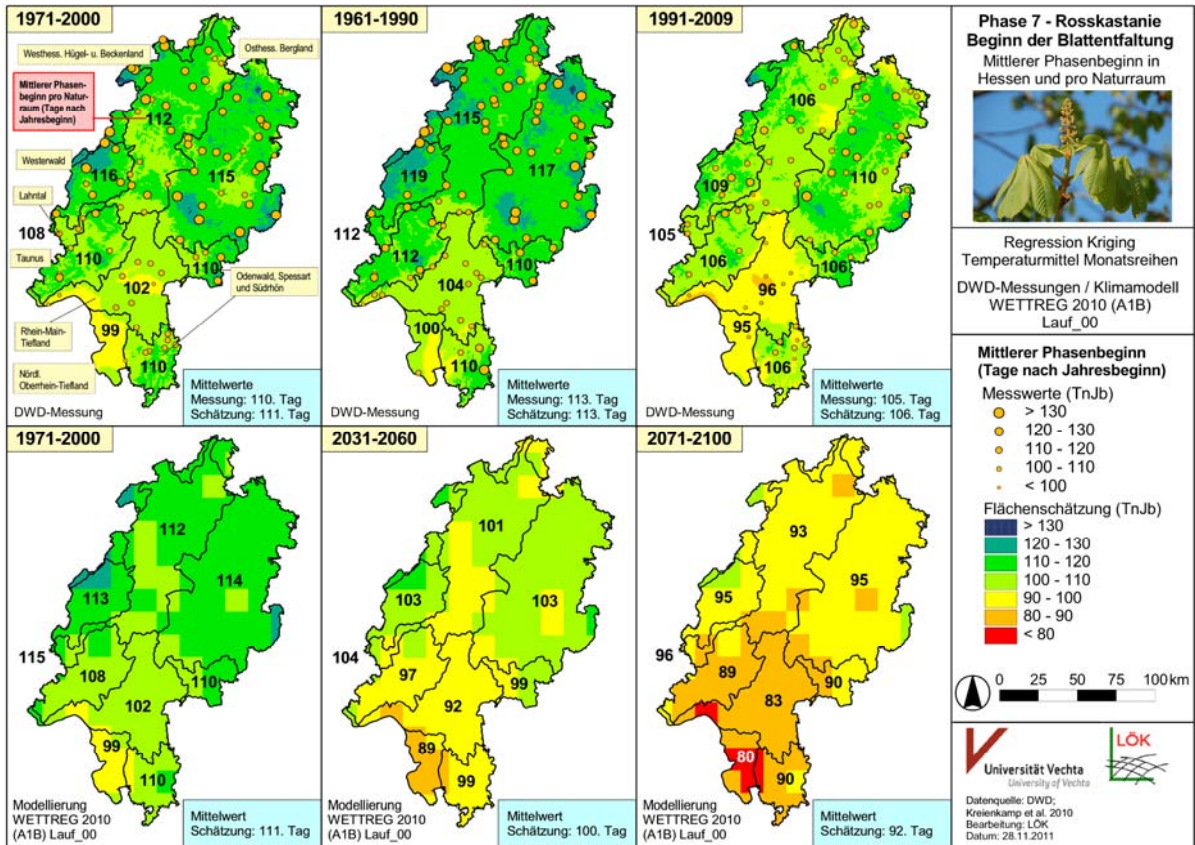 1971-2000
Westhess. Hügel- u. Beckenland
Osthess. Bergland
Mittlerer Phasen-
beginn pro Natur-
raum (Tage nach
Jahresbeginn)
112
Westerwald
116
115
Lahntal
108
Taunus
110
110
102
Odenwald, Spessart
und Südrhön
Rhein-Main-
Tiefland
99
Nördl.
Oberrhein-Tiefland
110
DWD-Messung
Mittelwerte
Messung: 110. Tag
Schätzung: 111. Tag
1961-1990
115
119
117
112
112
110
104
100
110
DWD-Messung
Mittelwerte
Messung: 113. Tag
Schätzung: 113. Tag
1991-2009
106
109
110
105
106
106
96
95
106
Mittelwerte
Messung: 105. Tag
Schätzung: 106. Tag
Phase 7 - Rosskastanie
Beginn der Blattentfaltung
Mittlerer Phasenbeginn in
Hessen und pro Naturraum
Regression Kriging
Temperaturmittel Monatsreihen
DWD-Messungen / Klimamodell
WETTREG 2010 (A1B)
Lauf_00
Mittlerer Phasenbeginn
(Tage nach Jahresbeginn)
Messwerte (TnJb)
> 130
120 - 130
110 - 120
100 - 110
< 100
Flächenschätzung (TnJb)
> 130
120 - 130
110 - 120
100 - 110
90 - 100
80 - 90
< 80
0 25 50 75 100 km
1971-2000
112
114
113
115
108
110
102
99
110
Modellierung
WETTREG 2010
(A1B) Lauf_00
Mittelwert
Schätzung: 111. Tag
2031-2060
101
103
103
104
97
99
92
89
99
Modellierung
WETTREG 2010
(A1B) Lauf_00
Mittelwert
Schätzung: 100. Tag
2071-2100
93
95
95
96
89
90
83
80
90
Modellierung
WETTREG 2010
(A1B) Lauf_00
Mittelwert
Schätzung: 92. Tag
Universität Vechta
University of Vechta
LÖK
Datenquelle: DWD;
Kreienkamp et al. 2010
Bearbeitung: LÖK
Datum: 28.11.2011